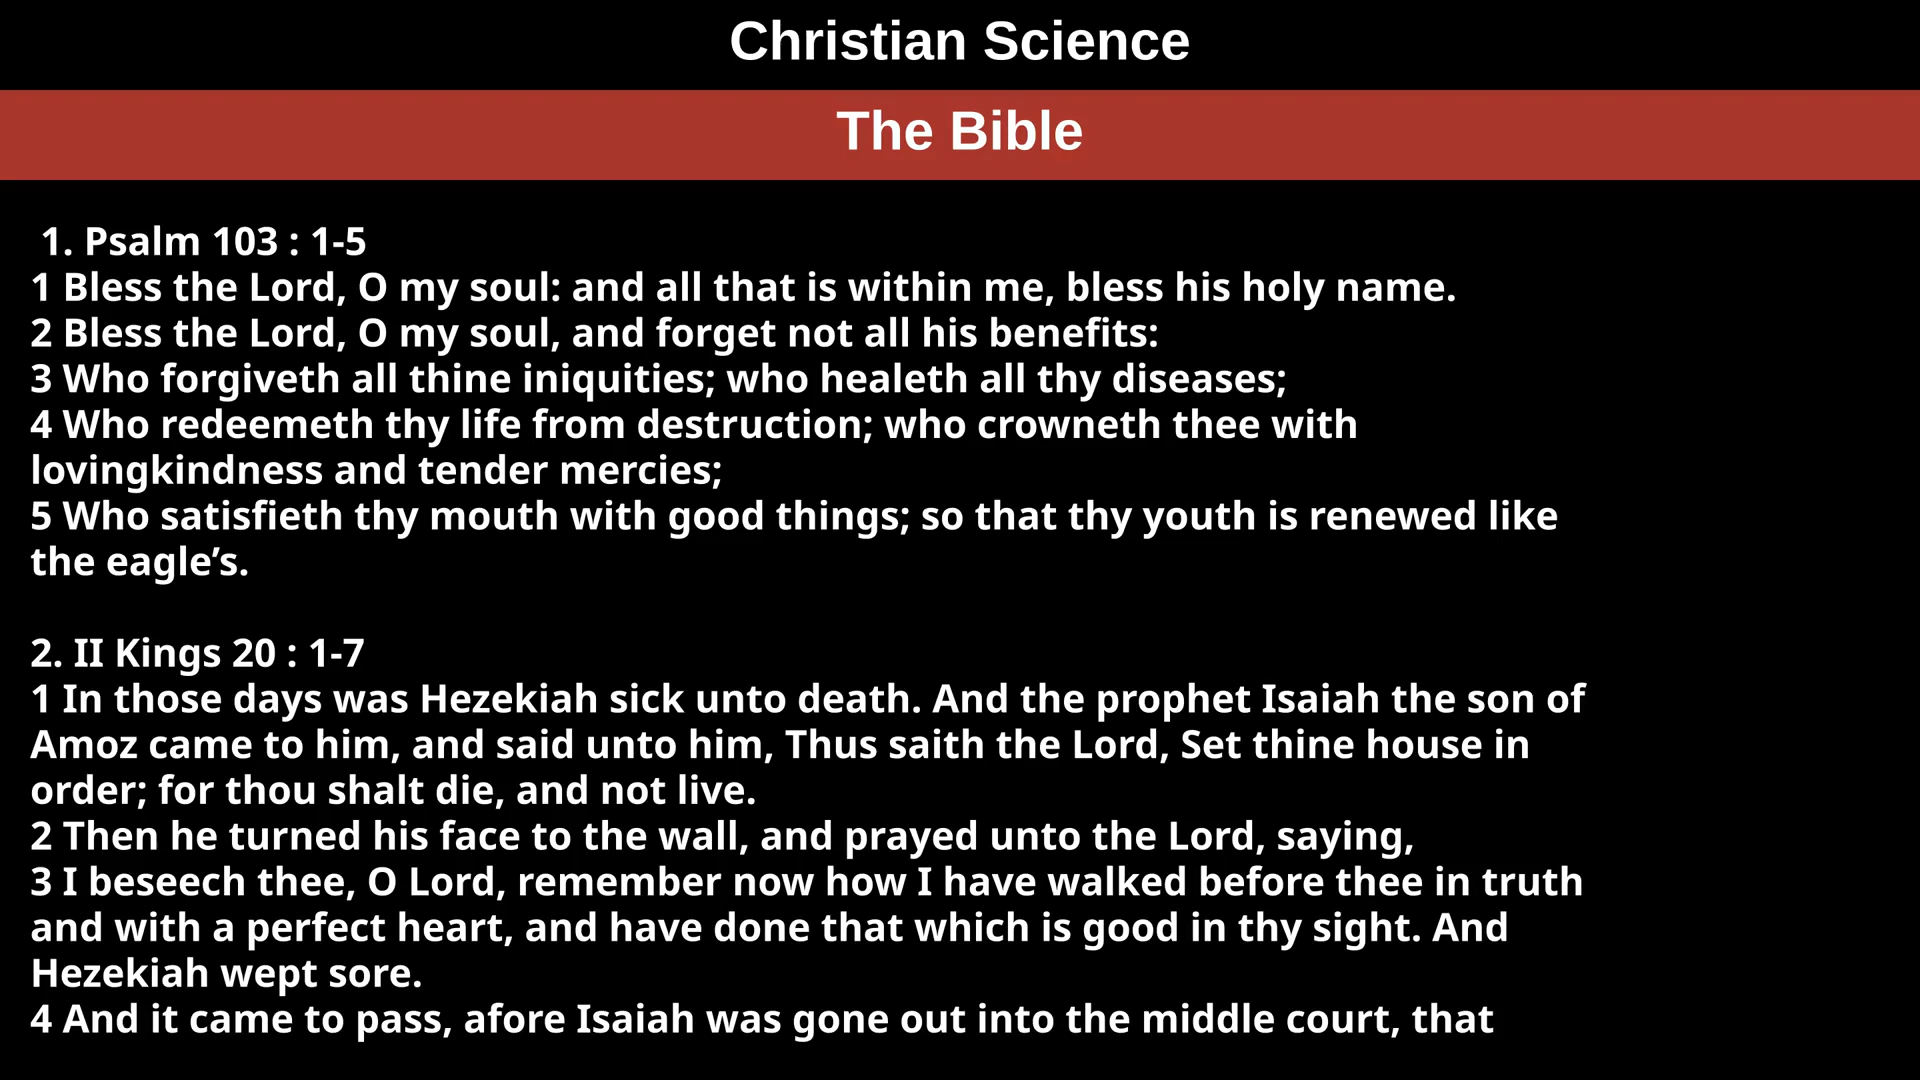 Christian Science
The Bible
1. Psalm 103 : 1-5
1 Bless the Lord, O my soul: and all that is within me, bless his holy name.
2 Bless the Lord, O my soul, and forget not all his benefits:
3 Who forgiveth all thine iniquities; who healeth all thy diseases;
4 Who redeemeth thy life from destruction; who crowneth thee with
lovingkindness and tender mercies;
5 Who satisfieth thy mouth with good things; so that thy youth is renewed like
the eagle’s.
2. II Kings 20 : 1-7
1 In those days was Hezekiah sick unto death. And the prophet Isaiah the son of
Amoz came to him, and said unto him, Thus saith the Lord, Set thine house in
order; for thou shalt die, and not live.
2 Then he turned his face to the wall, and prayed unto the Lord, saying,
3 I beseech thee, O Lord, remember now how I have walked before thee in truth
and with a perfect heart, and have done that which is good in thy sight. And
Hezekiah wept sore.
4 And it came to pass, afore Isaiah was gone out into the middle court, that